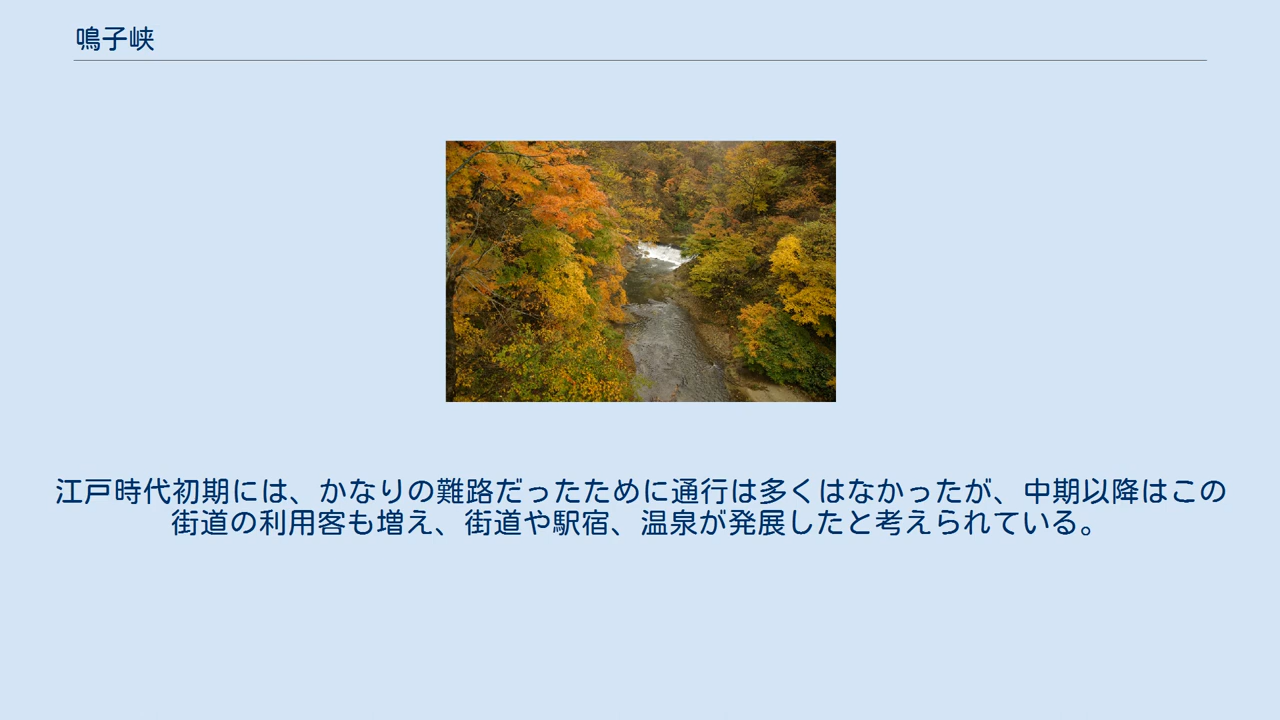 鳴子峡
江戸時代初期には、かなりの難路だったために通行は多くはなかったが、中期以降はこの
街道の利用客も増え、街道や駅宿、温泉が発展したと考えられている。